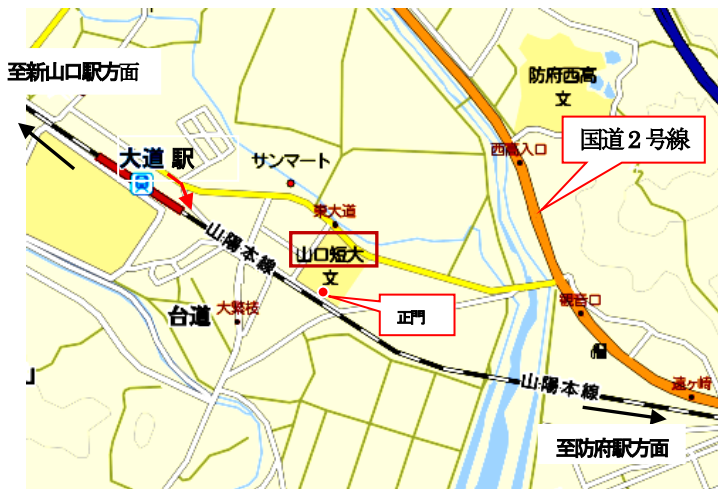 至新山口駅方面
防府西高
文
国道２号線
西高入口
大道 駅
サンマート
東大道
山陽本線
山口短大
文
正門
大繁枝
台道
観音口
山陽本線
遠ヶ崎
至防府駅方面